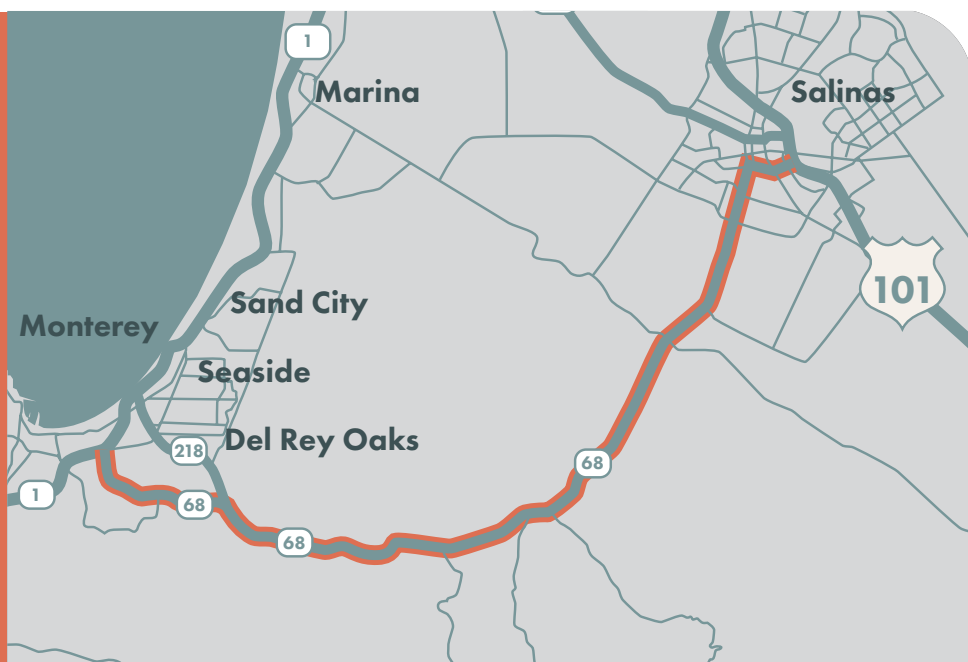 1
Marina
Salinas
101
Sand City
Monterey
Seaside
Del Rey Oaks
218
68
1
68
68